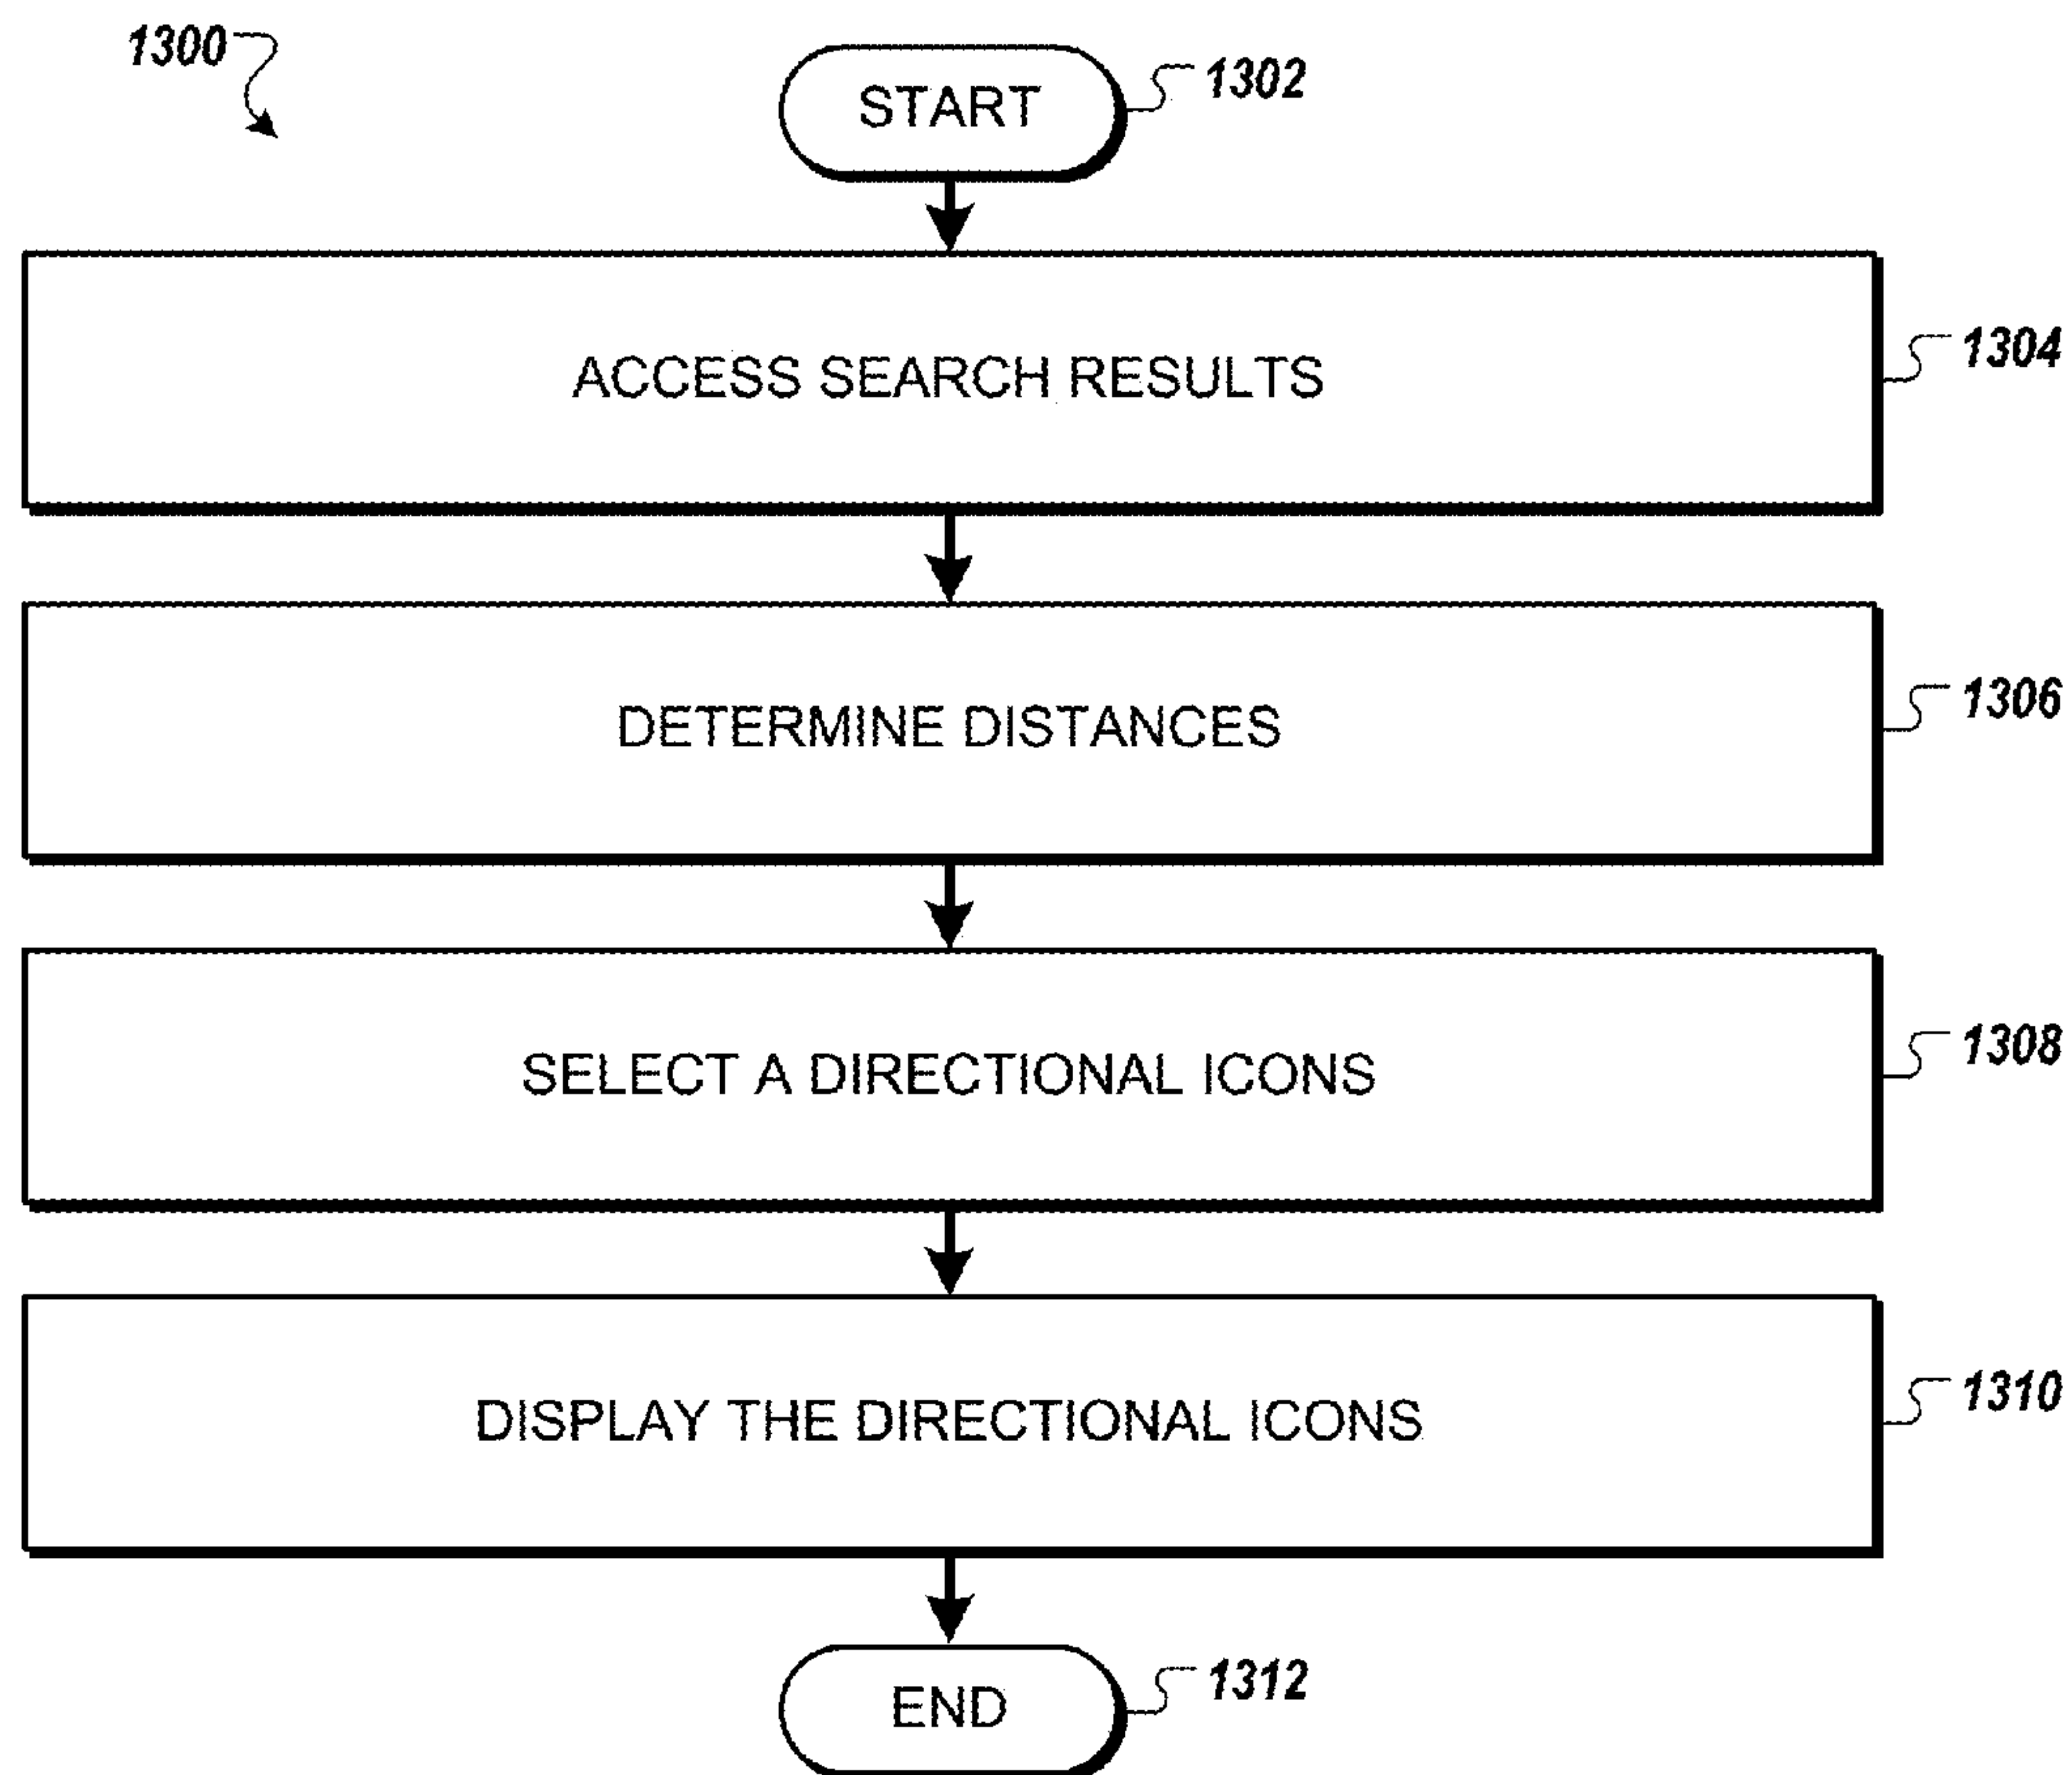 1300
START
1302
ACCESS SEARCH RESULTS
1304
DETERMINE DISTANCES
1306
SELECT A DIRECTIONAL ICONS
1308
DISPLAY THE DIRECTIONAL ICONS
1310
END
1312